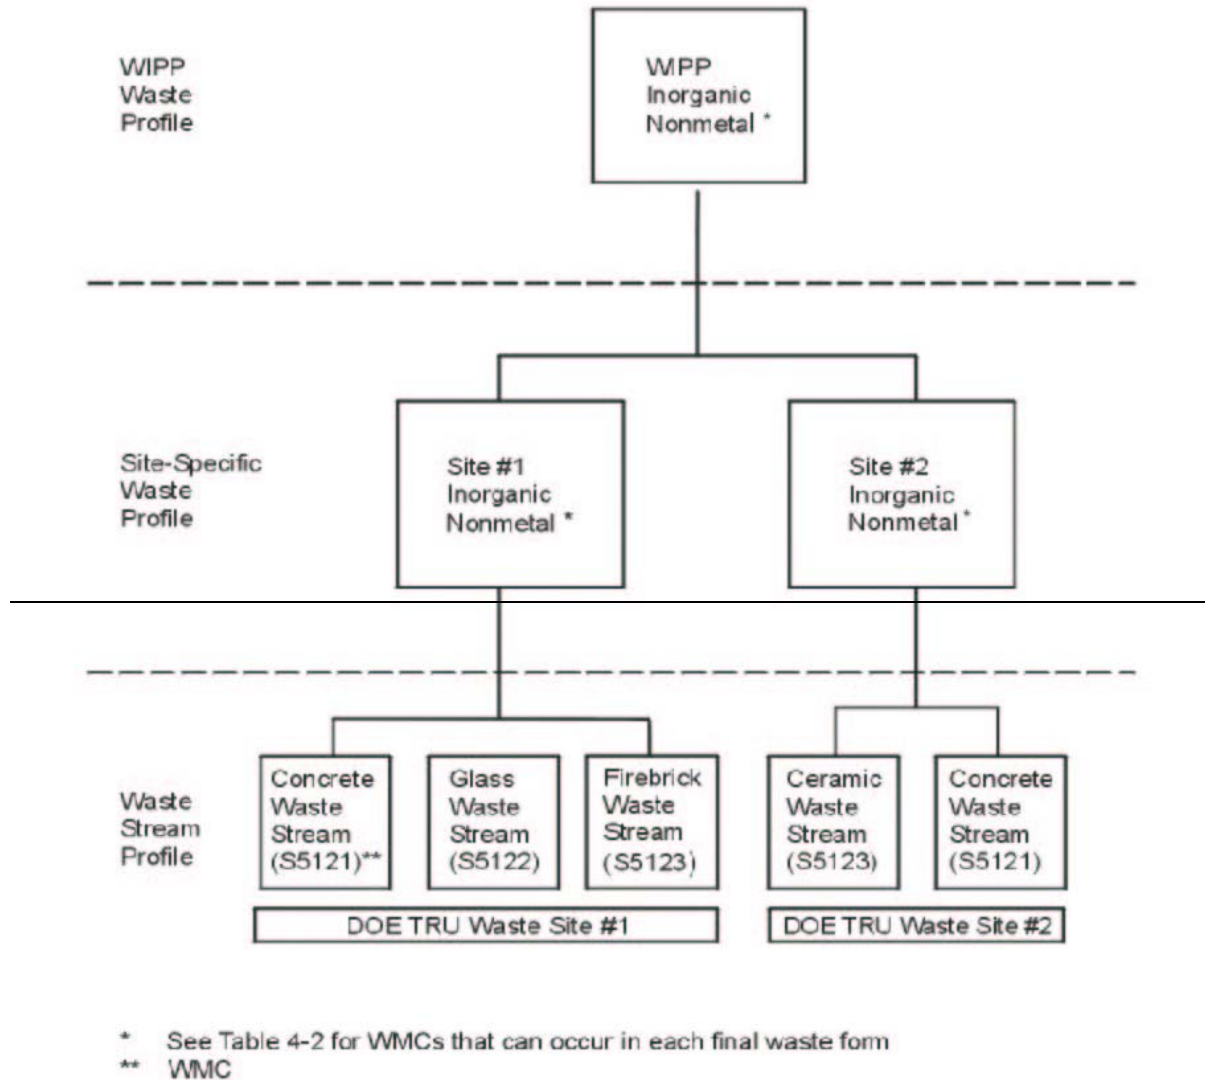 WIPP
Waste
Profile
WIPP
Inorganic
Nonmetal *
Site-Specific
Waste
Profile
Site #1
Inorganic
Nonmetal *
Site #2
Inorganic
Nonmetal *
Waste
Stream
Profile
Concrete
Waste
Stream
(S5121)**
Glass
Waste
Stream
(S5122)
Firebrick
Waste
Stream
(S5123)
Ceramic
Waste
Stream
(S5123)
Concrete
Waste
Stream
(S5121)
DOE TRU Waste Site #1
DOE TRU Waste Site #2
* See Table 4-2 for WMCs that can occur in each final waste form
** WMC